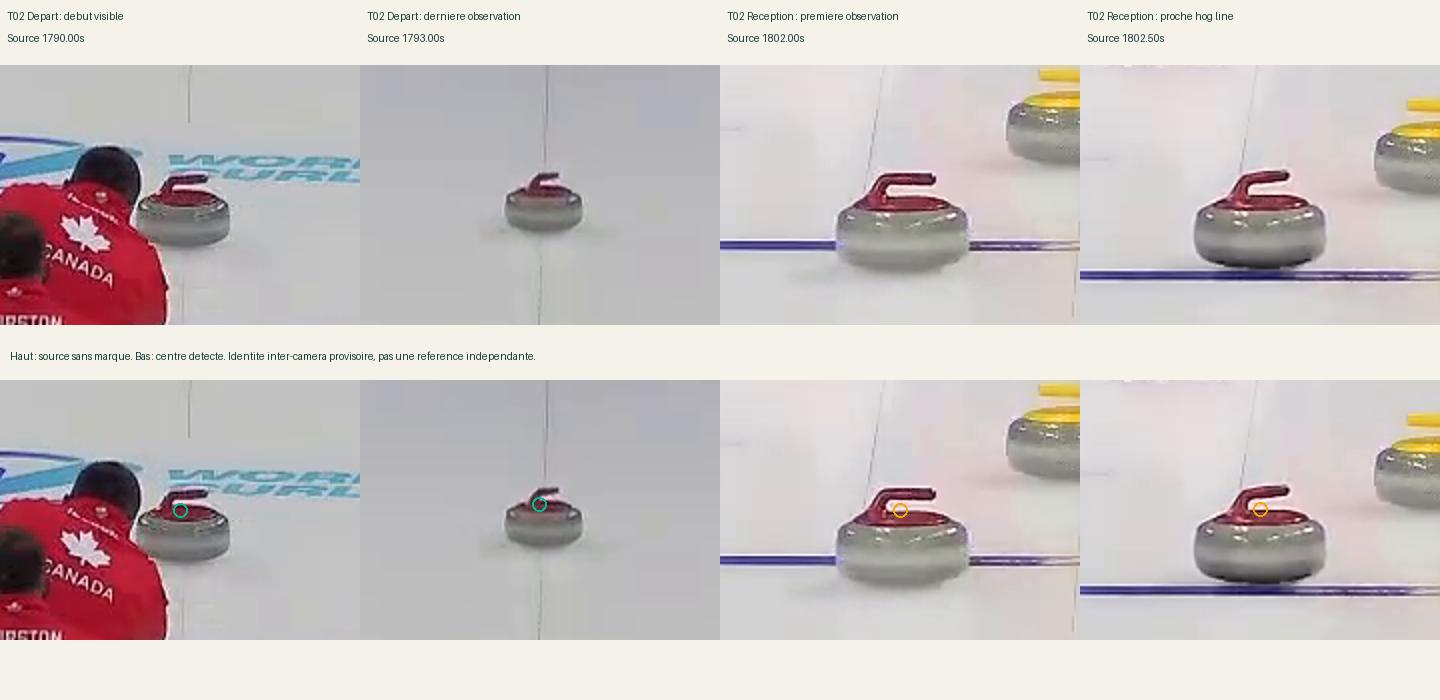 T02 Depart : debut visible
Source 1790.00s
T02 Depart : derniere observation
Source 1793.00s
T02 Reception : premiere observation
Source 1802.00s
T02 Reception : proche hog line
Source 1802.50s
CANADA
Haut : source sans marque. Bas : centre detecte. Identite inter-camera provisoire, pas une reference independante.
CANADA